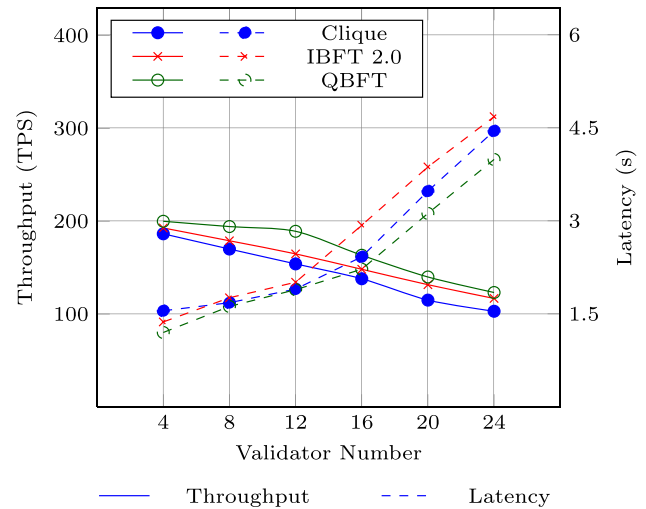 Clique
IBFT 2.0
QBFT
Throughput (TPS)
400
300
200
100
Latency (s)
6
4.5
3
1.5
4 8 12 16 20 24
Validator Number
Throughput Latency